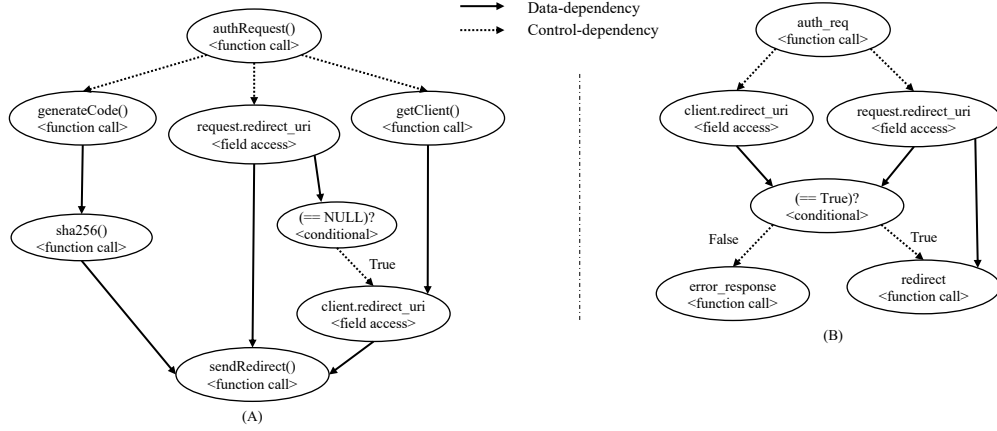 authRequest()
<function call>
Data-dependency
Control-dependency
auth_req
<function call>
generateCode()
<function call>
request.redirect_uri
<field access>
getClient()
<function call>
client.redirect_uri
<field access>
request.redirect_uri
<field access>
sha256()
<function call>
(== NULL)?
<conditional>
True
(== True)?
<conditional>
False
True
client.redirect_uri
<field access>
error_response
<function call>
redirect
<function call>
sendRedirect()
<function call>
(A)
(B)